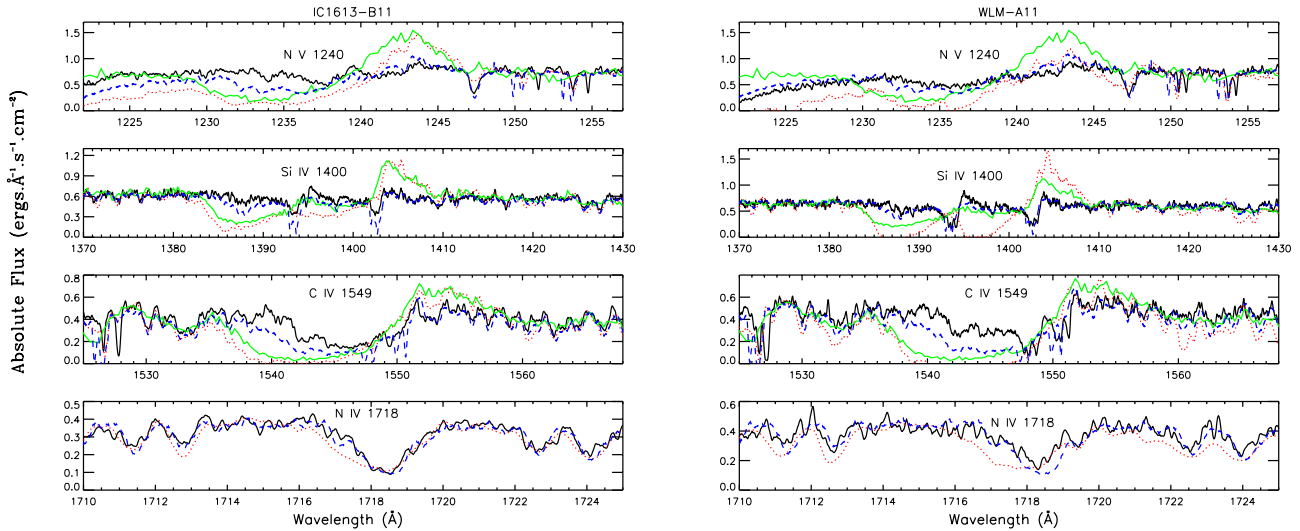 IC1613-B11
N V 1240
1.5
1.0
0.5
0.0
1225 1230 1235 1240 1245 1250 1255
Si IV 1400
1.2
0.9
0.6
0.3
0.0
1370 1380 1390 1400 1410 1420 1430
C IV 1549
0.8
0.6
0.4
0.2
0.0
1530 1540 1550 1560
N IV 1718
0.5
0.4
0.3
0.2
0.1
0.0
1710 1712 1714 1716 1718 1720 1722 1724
Wavelength (Å)
Absolute Flux (ergs.Å⁻¹.s⁻¹.cm⁻²)
WLM-A11
N V 1240
1.5
1.0
0.5
0.0
1225 1230 1235 1240 1245 1250 1255
Si IV 1400
1.5
1.0
0.5
0.0
1370 1380 1390 1400 1410 1420 1430
C IV 1549
0.8
0.6
0.4
0.2
0.0
1530 1540 1550 1560
N IV 1718
0.6
0.4
0.2
0.0
1710 1712 1714 1716 1718 1720 1722 1724
Wavelength (Å)